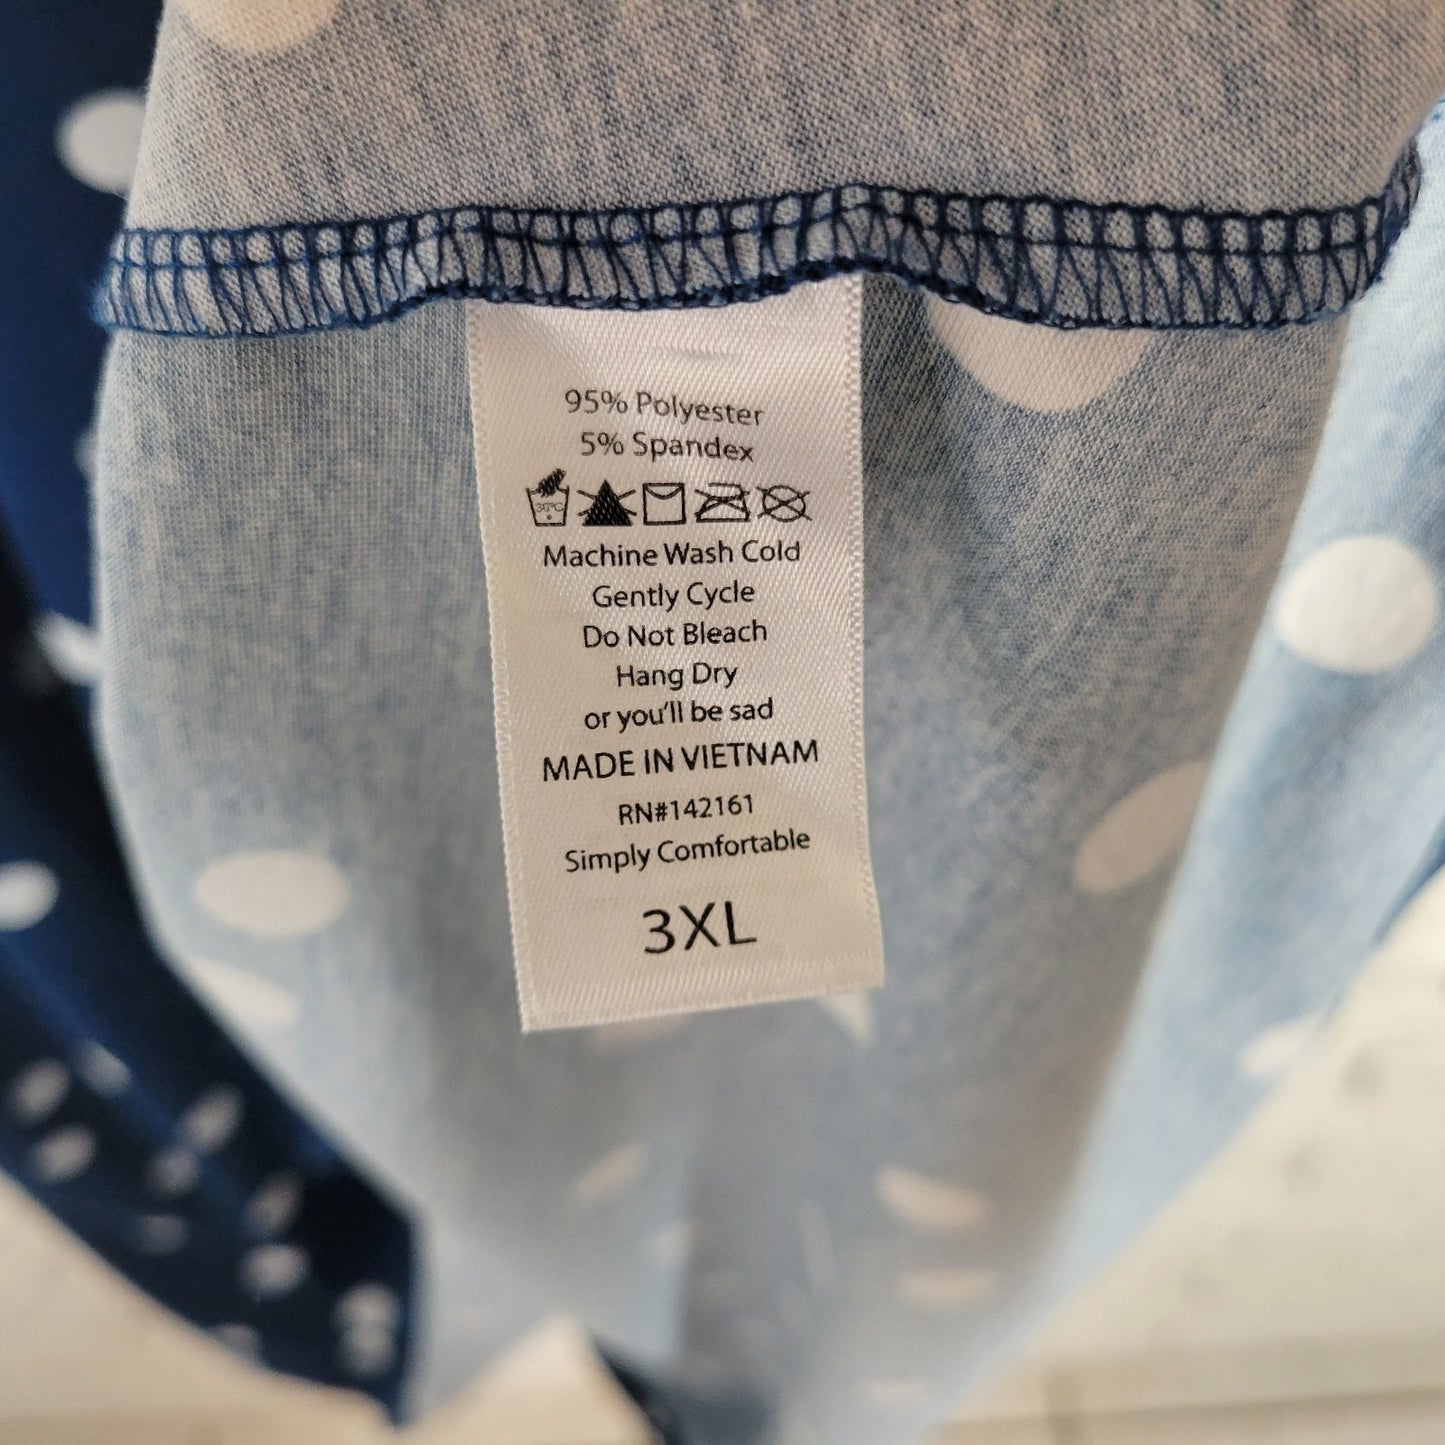 95% Polyester
5% Spandex
30°C
Machine Wash Cold
Gently Cycle
Do Not Bleach
Hang Dry
or you'll be sad
MADE IN VIETNAM
RN#142161
Simply Comfortable
3XL